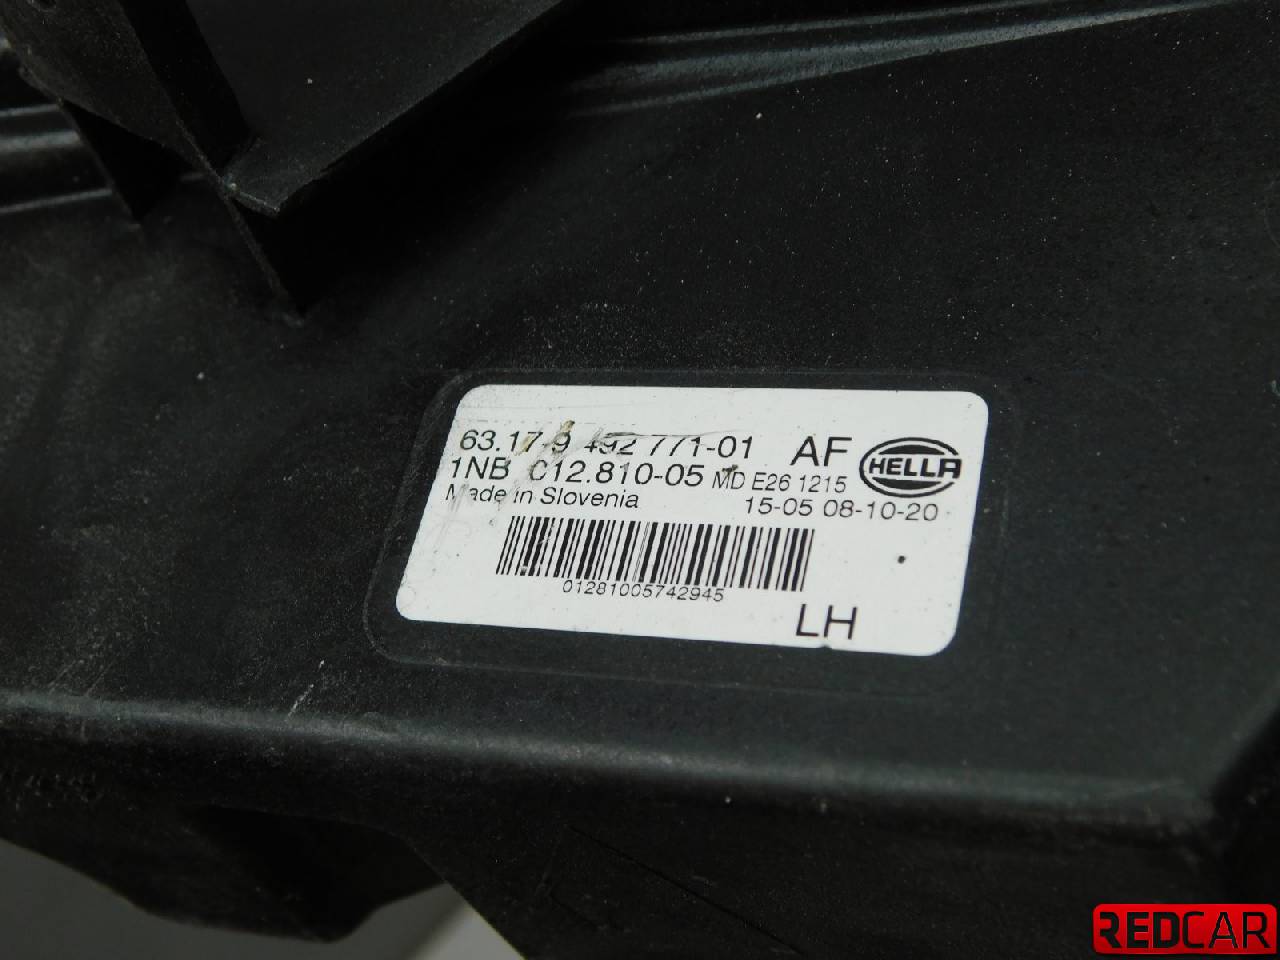 63.17-9 492 771-01 AF HELLA
1NB 012.810-05 MD E26 1215
Made in Slovenia 15-05 08-10-20
01281005742945
LH
REDCAR